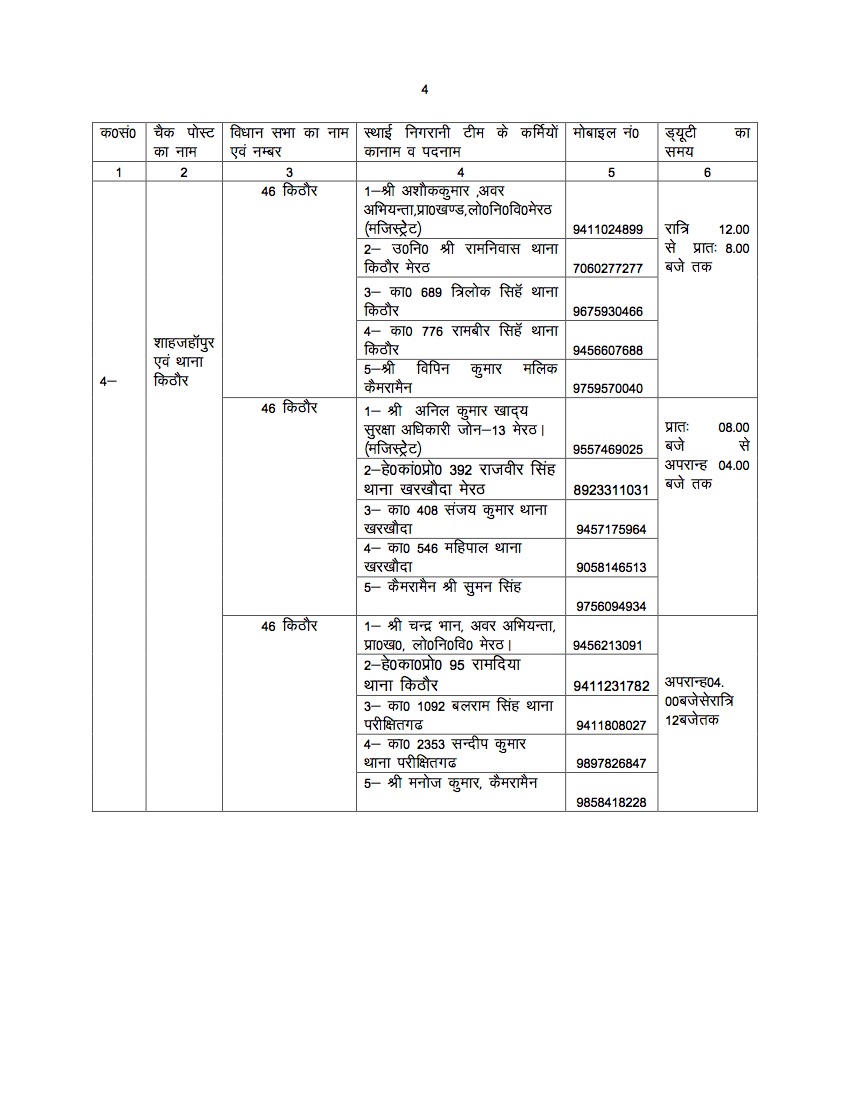 4
क0सं0 चैक पोस्ट विधान सभा का नाम स्थाई निगरानी टीम के कर्मियों मोबाइल नं0 ड्यूटी का
का नाम एवं नम्बर कानाम व पदनाम समय
1 2 3 4 5 6
4– शाहजहॉपुर
एवं थाना
किठौर
46 किठौर
1–श्री अशौककुमार ,अवर
अभियन्ता,प्रा0खण्ड,लो0नि0वि0मेरठ
(मजिस्ट्रेट) 9411024899
2– उ0नि0 श्री रामनिवास थाना
किठौर मेरठ 7060277277
3– का0 689 त्रिलोक सिहॅ थाना
किठौर 9675930466
4– का0 776 रामबीर सिहॅ थाना
किठौर 9456607688
5–श्री विपिन कुमार मलिक
कैमरामैन 9759570040
रात्रि 12.00
से प्रातः 8.00
बजे तक
46 किठौर
1– श्री अनिल कुमार खाद्य
सुरक्षा अधिकारी जोन–13 मेरठ।
(मजिस्ट्रेट) 9557469025
2–हे0कां0प्रो0 392 राजवीर सिंह
थाना खरखौदा मेरठ 8923311031
3– का0 408 संजय कुमार थाना
खरखौदा 9457175964
4– का0 546 महिपाल थाना
खरखौदा 9058146513
5– कैमरामैन श्री सुमन सिंह
9756094934
प्रातः 08.00
बजे से
अपरान्ह 04.00
बजे तक
46 किठौर
1– श्री चन्द्र भान, अवर अभियन्ता,
प्रा0ख0, लो0नि0वि0 मेरठ। 9456213091
2–हे0का0प्रो0 95 रामदिया
थाना किठौर 9411231782
3– का0 1092 बलराम सिंह थाना
परीक्षितगढ 9411808027
4– का0 2353 सन्दीप कुमार
थाना परीक्षितगढ 9897826847
5– श्री मनोज कुमार, कैमरामैन
9858418228
अपरान्ह04.
00बजेसेरात्रि
12बजेतक